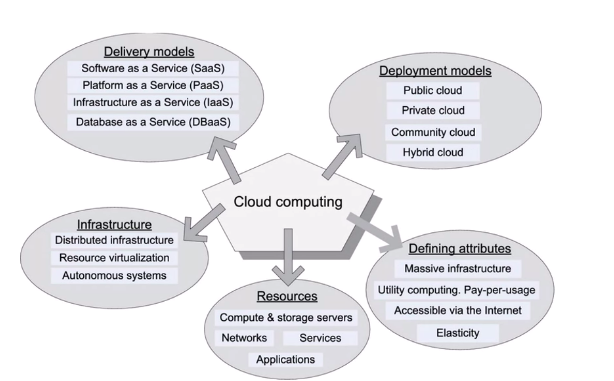 Delivery models
Software as a Service (SaaS)
Platform as a Service (PaaS)
Infrastructure as a Service (IaaS)
Database as a Service (DBaaS)
Deployment models
Public cloud
Private cloud
Community cloud
Hybrid cloud
Cloud computing
Infrastructure
Distributed infrastructure
Resource virtualization
Autonomous systems
Resources
Compute & storage servers
Networks Services
Applications
Defining attributes
Massive infrastructure
Utility computing. Pay-per-usage
Accessible via the Internet
Elasticity